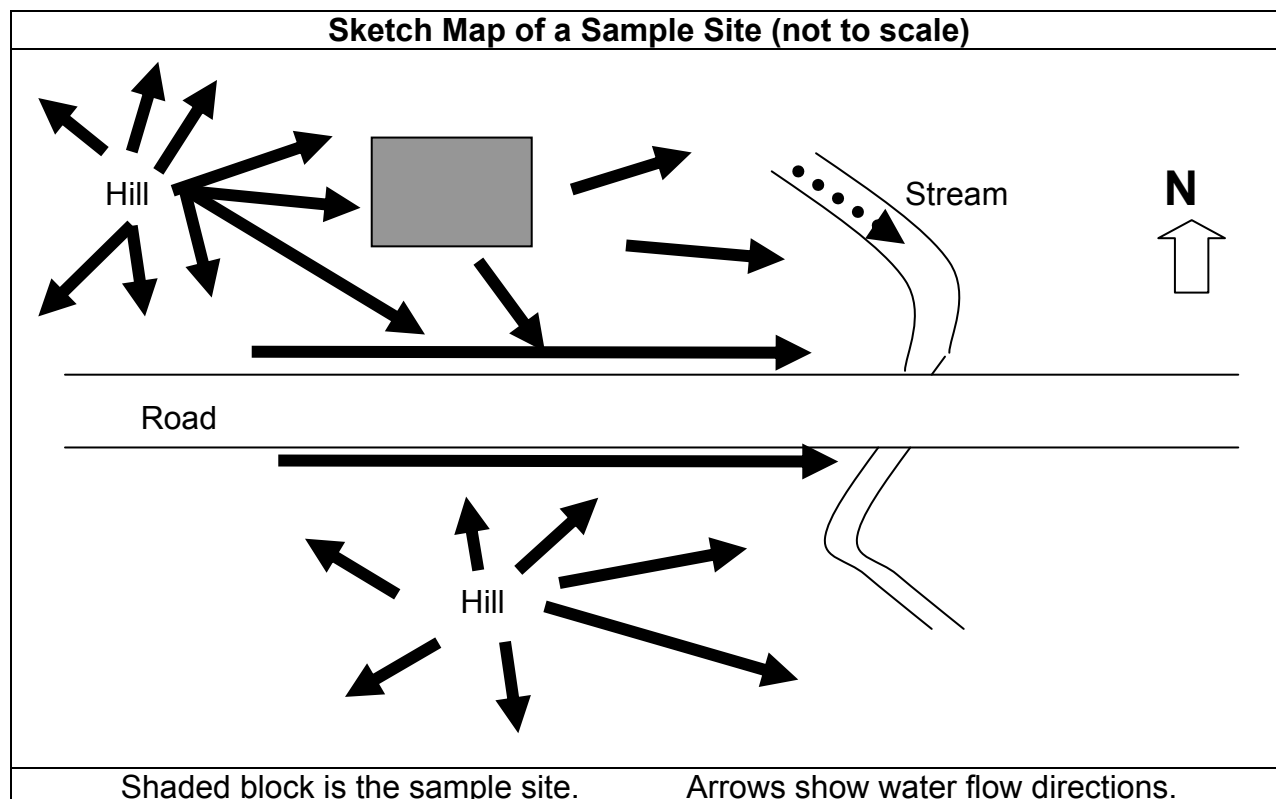 Sketch Map of a Sample Site (not to scale)
Hill
Stream
N
Road
Hill
Shaded block is the sample site. Arrows show water flow directions.